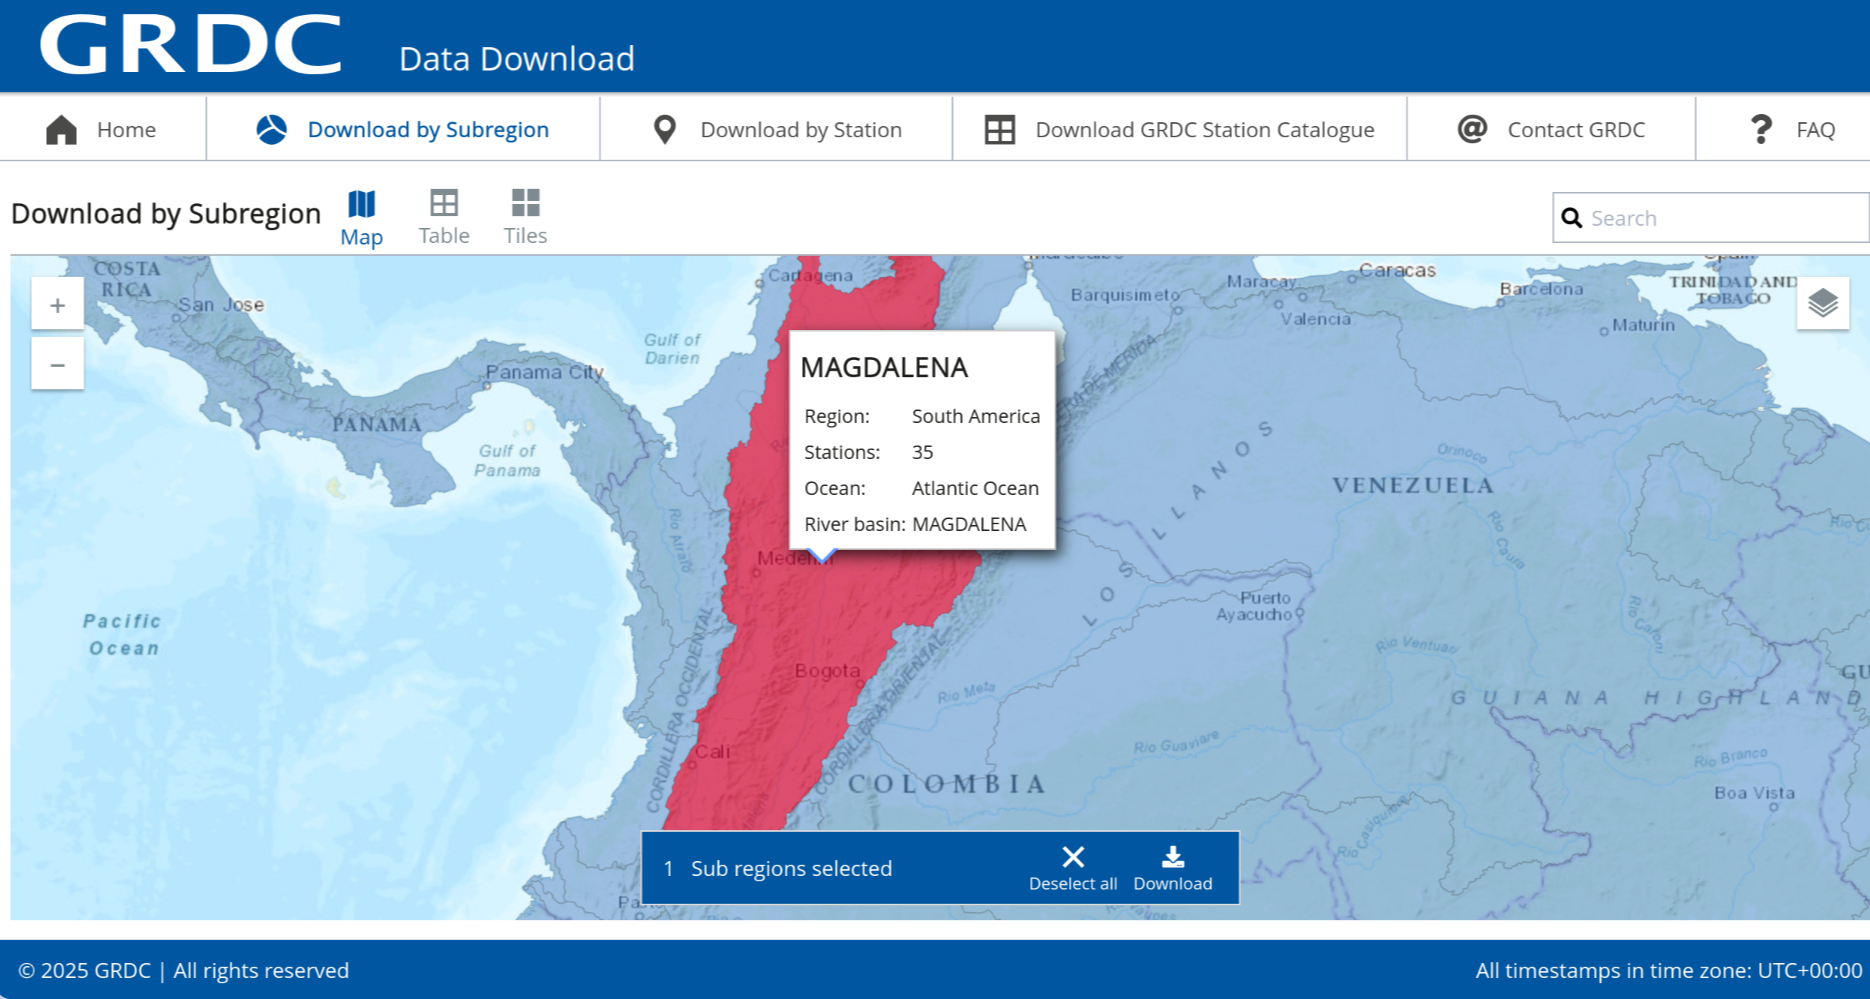 GRDC Data Download
Home Download by Subregion Download by Station Download GRDC Station Catalogue @ Contact GRDC ? FAQ
Download by Subregion Map Table Tiles
Search
+
−
COSTA
RICA
San Jose
Cartagena
Maracay
Caracas
Barcelona
TRINIDAD AND
TOBAGO
Barquisimeto
Valencia
Maturin
Gulf of
Darien
Panama City
PANAMÁ
Gulf of
Panama
MAGDALENA
Region: South America
Stations: 35
Ocean: Atlantic Ocean
River basin: MAGDALENA
Rio Atrato
LOS LLANOS
Orinoco
VENEZUELA
Rio Caura
Rio Caroni
Puerto
Ayacucho
Rio Ventuari
Pacific
Ocean
CORDILLERA OCCIDENTAL
Bogota
CORDILLERA ORIENTAL
Rio Meta
GUIANA HIGHLAND
Cali
Rio Guaviare
COLOMBIA
Rio Branco
Boa Vista
Rio Casiquiare
1 Sub regions selected
Deselect all Download
© 2025 GRDC | All rights reserved
All timestamps in time zone: UTC+00:00